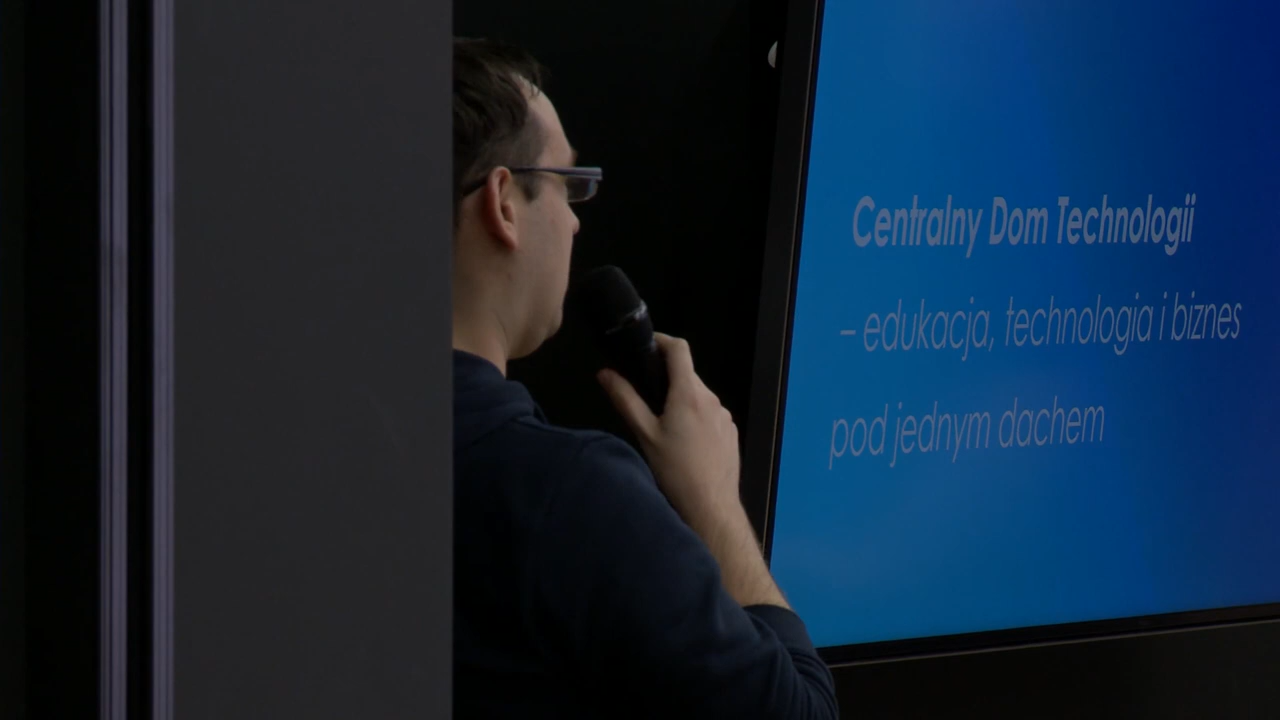 Centralny Dom Technologii
– edukacja, technologia i biznes
pod jednym dachem